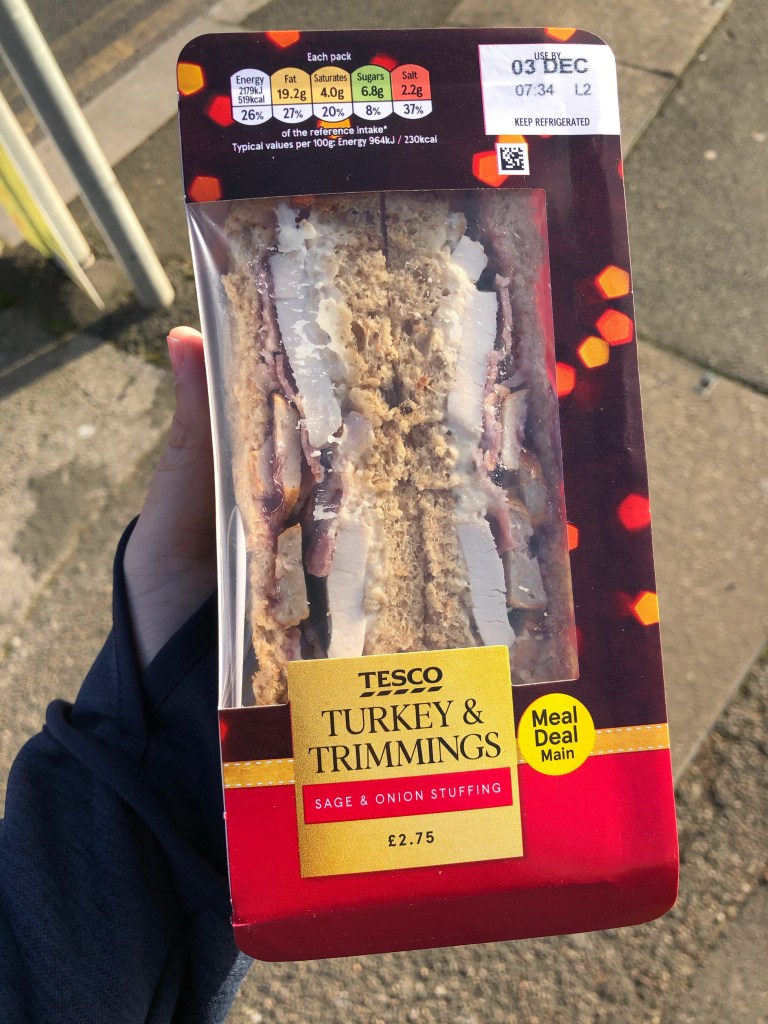 Each pack
Energy Fat Saturates Sugars Salt
2179kJ
519kcal 19.2g 4.0g 6.8g 2.2g
26% 27% 20% 8% 37%
of the reference intake*
Typical values per 100g: Energy 964kJ / 230kcal
USE BY
03 DEC
07:34 L2
KEEP REFRIGERATED
TESCO
TURKEY &
TRIMMINGS
SAGE & ONION STUFFING
£2.75
Meal
Deal
Main